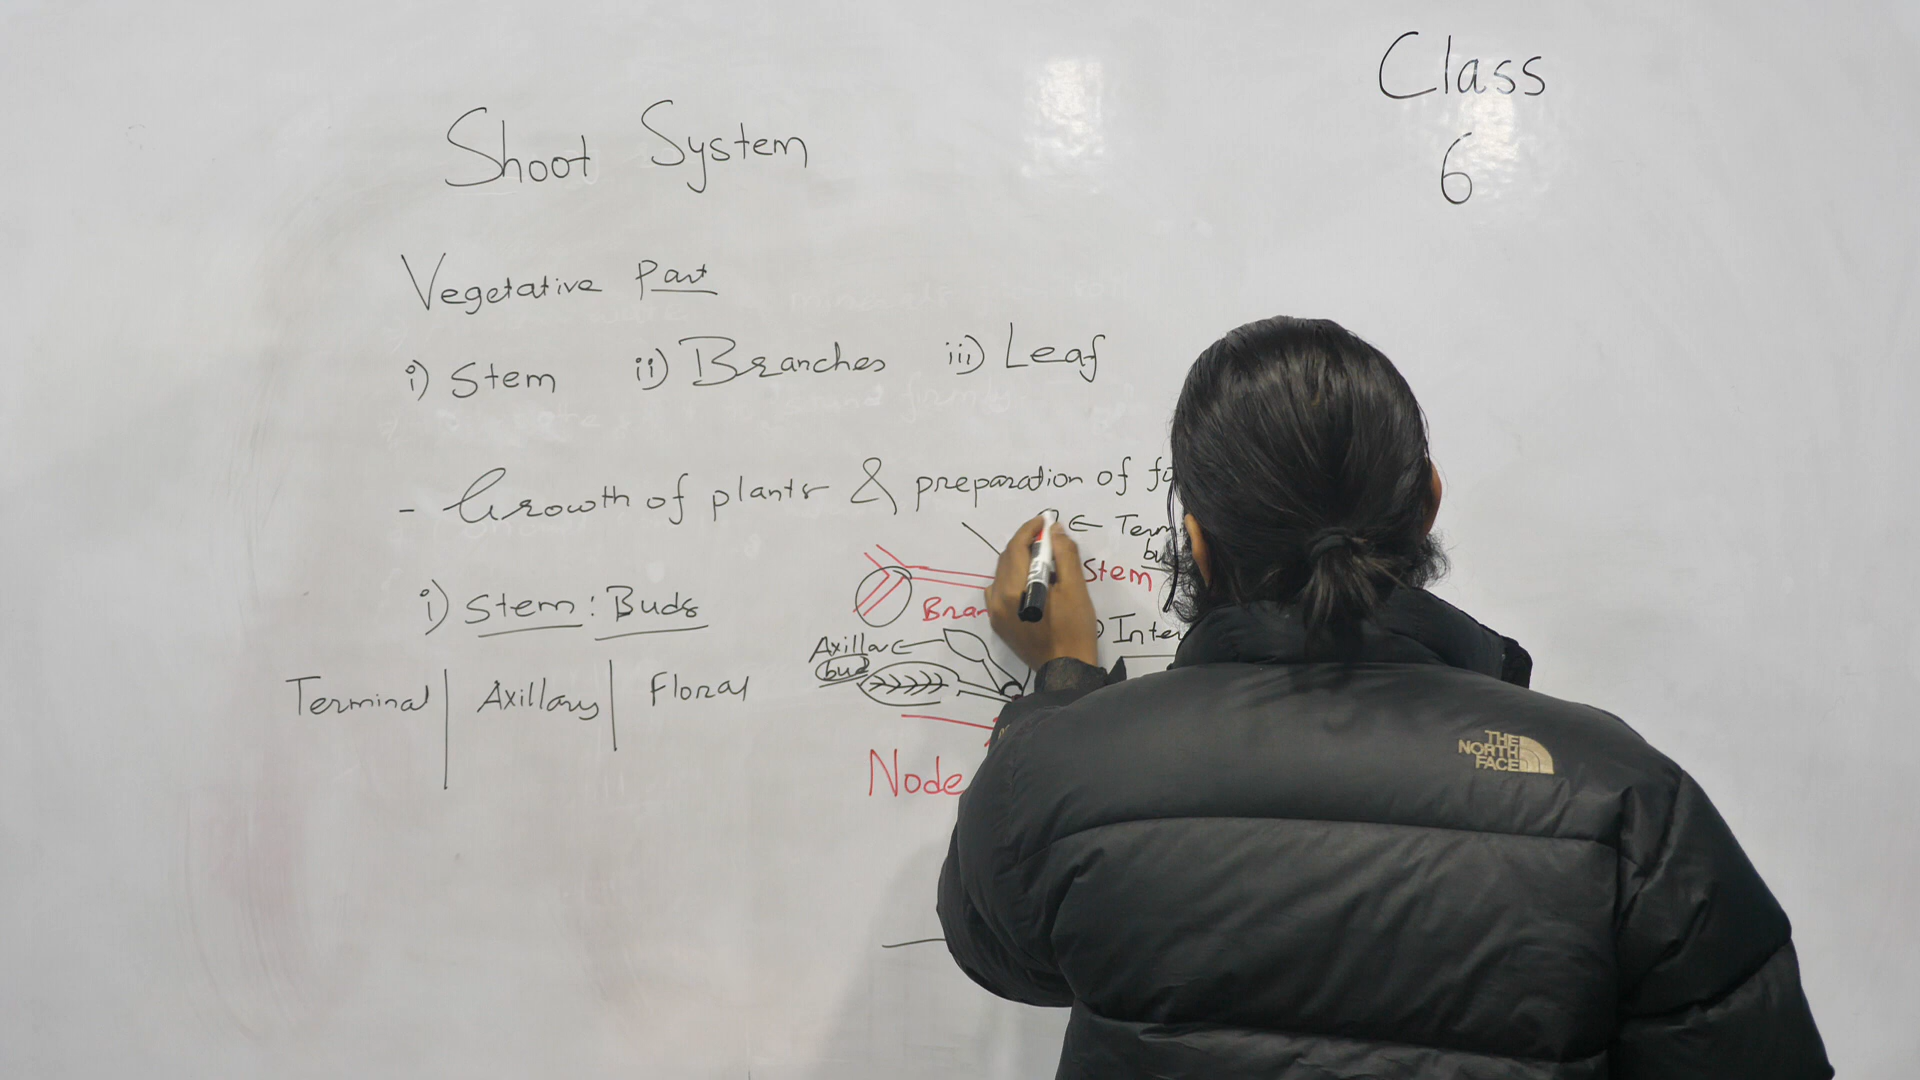 Class
6
Shoot System
Vegetative Part
i) Stem ii) Branches iii) Leaf
- Growth of plants & preparation of
i) Stem : Buds
Terminal | Axillary | Floral
Stem
Axillar
bud
Node
THE
NORTH
FACE